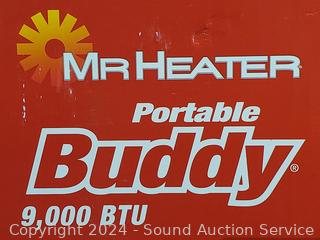 MR HEATER
Portable
Buddy®
9,000 BTU
Copyright 2024 - Sound Auction Service